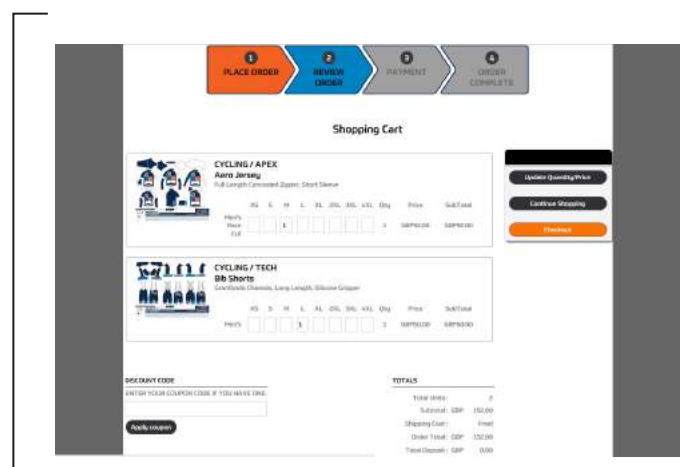 1 2 3 4
PLACE ORDER REVIEW ORDER PAYMENT ORDER COMPLETE
Shopping Cart
CYCLING / APEX
Aero Jersey
Full Length Concealed Zipper, Short Sleeve
XS S M L XL 2XL 3XL 4XL Qty Price SubTotal
Men's Race Cut 1 1
CYCLING / TECH
Bib Shorts
Long Length, Silicone Gripper
XS S M L XL 2XL 3XL 4XL Qty Price SubTotal
Men's 1 1
Update Quantity/Price
Continue Shopping
Checkout
DISCOUNT CODE
ENTER YOUR COUPON CODE IF YOU HAVE ONE.
Apply coupon
TOTALS
Total Units : 2
Subtotal : GBP 152.00
Shipping Cost : Free!
Order Total : GBP 152.00
Total Deposit : GBP 0.00